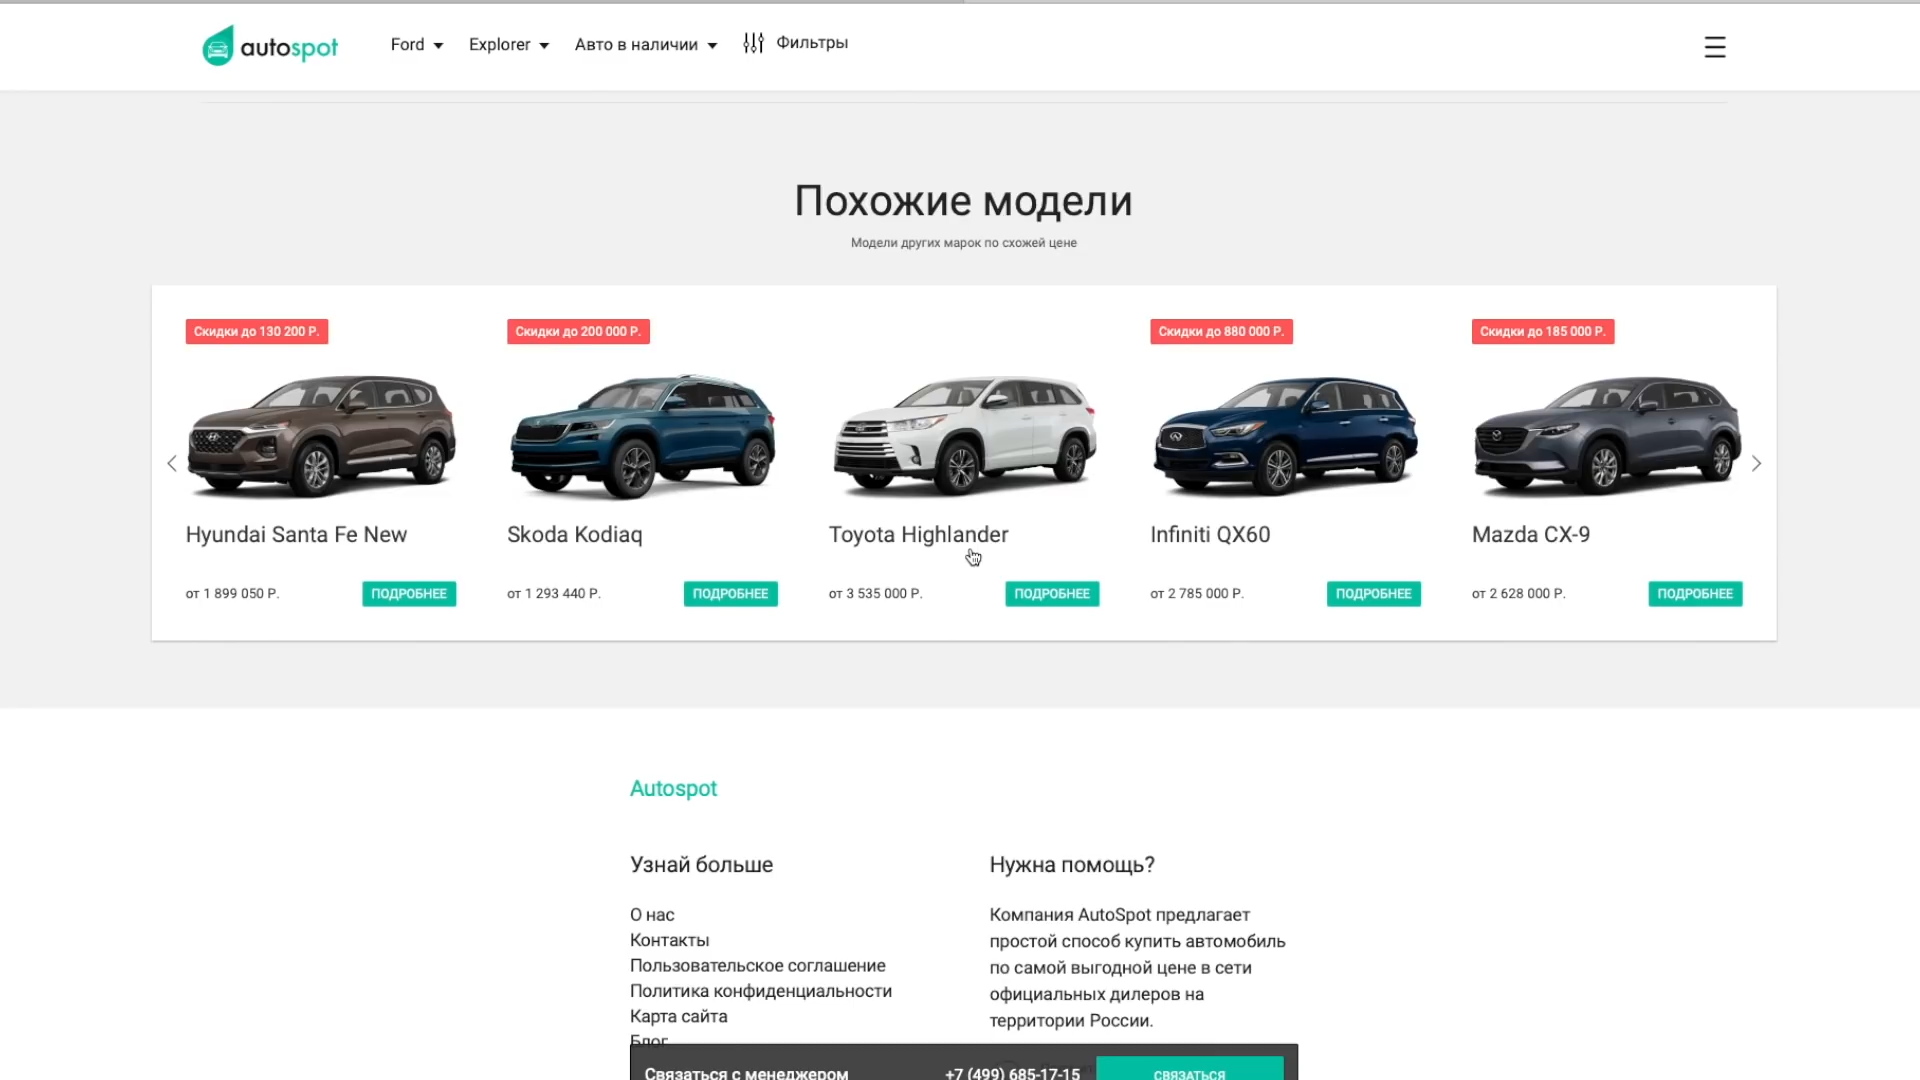 autospot
Ford
Explorer
Авто в наличии
Фильтры
Похожие модели
Модели других марок по схожей цене
Скидки до 130 200 Р.
Скидки до 200 000 Р.
Скидки до 880 000 Р.
Скидки до 185 000 Р.
Hyundai Santa Fe New
Skoda Kodiaq
Toyota Highlander
Infiniti QX60
Mazda CX-9
от 1 899 050 Р.
ПОДРОБНЕЕ
от 1 293 440 Р.
ПОДРОБНЕЕ
от 3 535 000 Р.
ПОДРОБНЕЕ
от 2 785 000 Р.
ПОДРОБНЕЕ
от 2 628 000 Р.
ПОДРОБНЕЕ
Autospot
Узнай больше
О нас
Контакты
Пользовательское соглашение
Политика конфиденциальности
Карта сайта
Блог
Нужна помощь?
Компания AutoSpot предлагает
простой способ купить автомобиль
по самой выгодной цене в сети
официальных дилеров на
территории России.
Связаться с менеджером
+7 (499) 685-17-15
СВЯЗАТЬСЯ